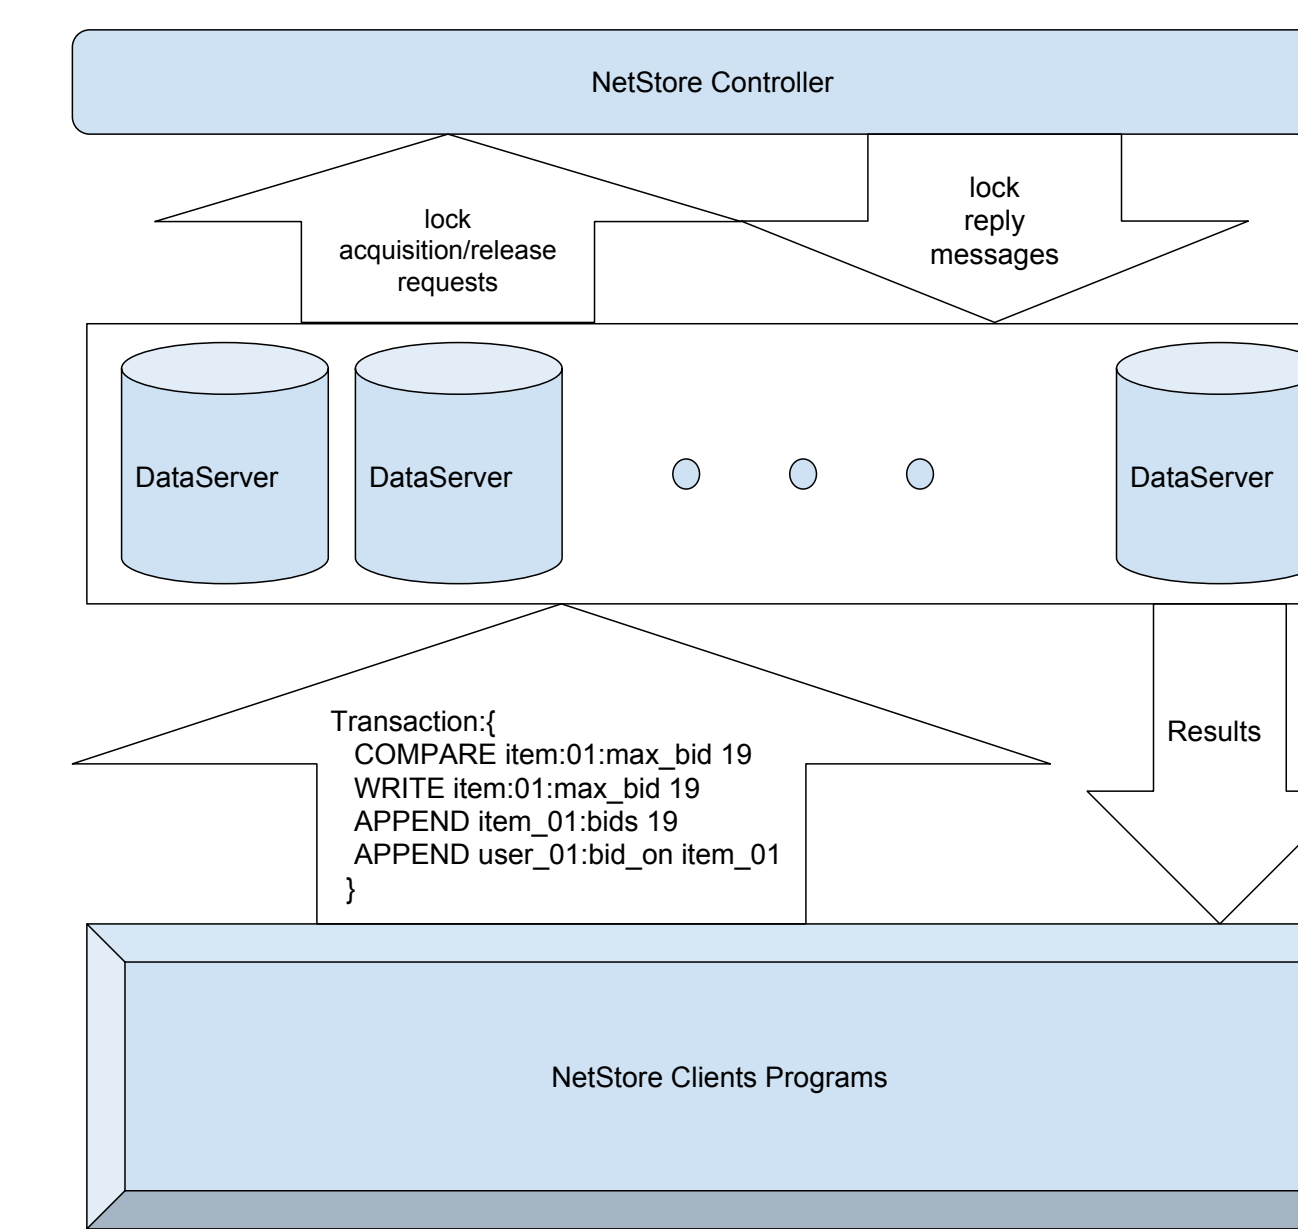 NetStore Controller
lock
acquisition/release
requests
lock
reply
messages
DataServer
DataServer
DataServer
Transaction:{
COMPARE item:01:max_bid 19
WRITE item:01:max_bid 19
APPEND item_01:bids 19
APPEND user_01:bid_on item_01
}
Results
NetStore Clients Programs